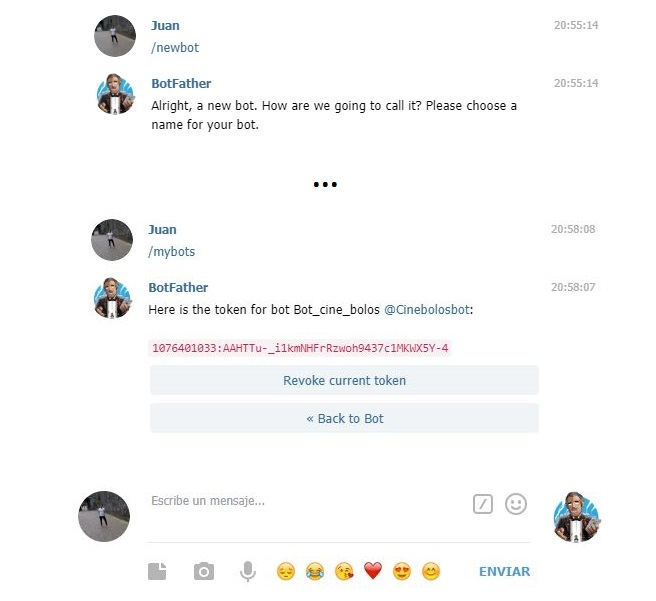 Juan 20:55:14
/newbot
BotFather 20:55:14
Alright, a new bot. How are we going to call it? Please choose a
name for your bot.
...
Juan 20:58:08
/mybots
BotFather 20:58:07
Here is the token for bot Bot_cine_bolos @Cinebolosbot:
1076401033:AAHTTu-_i1kmNHFrRzwoh9437c1MKWX5Y-4
Revoke current token
« Back to Bot
Escribe un mensaje...
ENVIAR